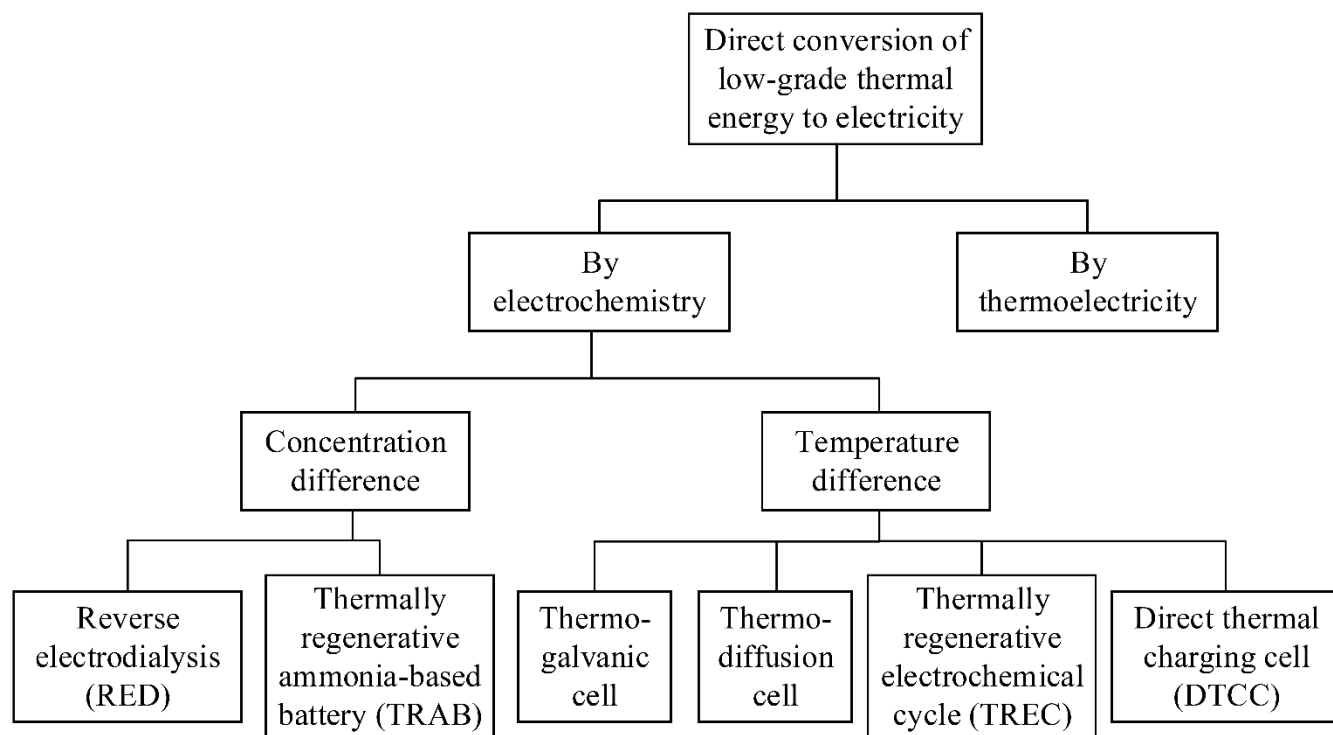 Direct conversion of
low-grade thermal
energy to electricity
By
electrochemistry
By
thermoelectricity
Concentration
difference
Temperature
difference
Reverse
electrodialysis
(RED)
Thermally
regenerative
ammonia-based
battery (TRAB)
Thermo-
galvanic
cell
Thermo-
diffusion
cell
Thermally
regenerative
electrochemical
cycle (TREC)
Direct thermal
charging cell
(DTCC)